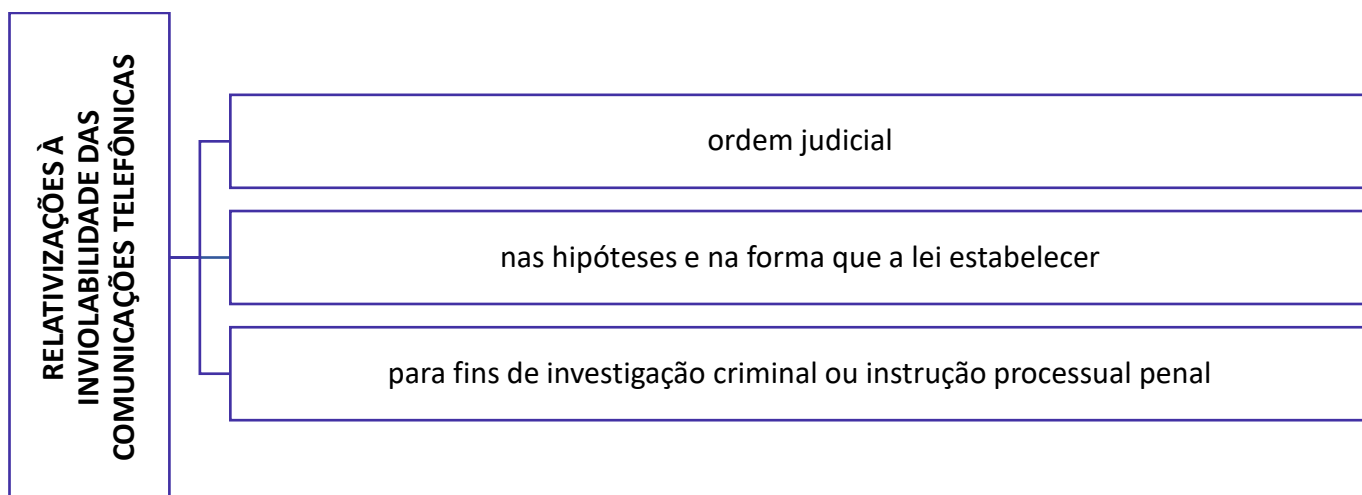 RELATIVIZAÇÕES À
INVIOLABILIDADE DAS
COMUNICAÇÕES TELEFÔNICAS
ordem judicial
nas hipóteses e na forma que a lei estabelecer
para fins de investigação criminal ou instrução processual penal